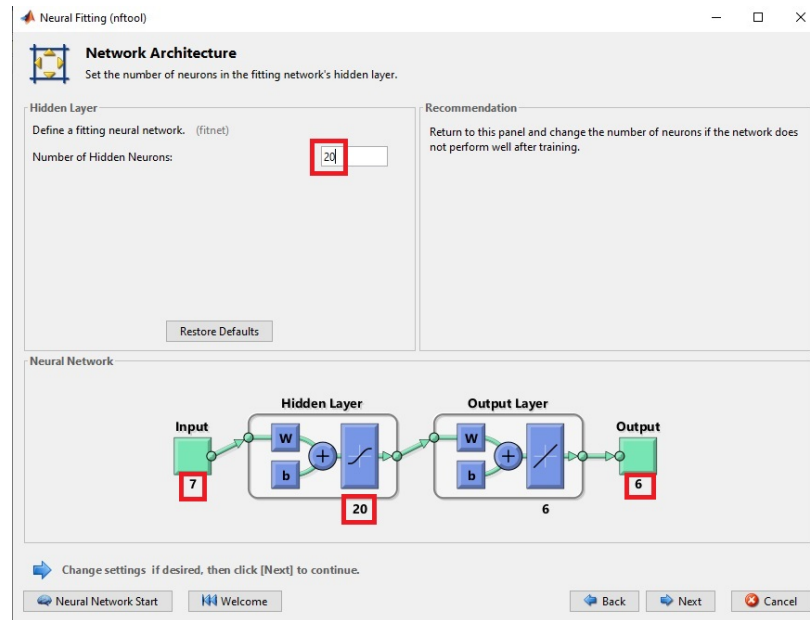 Neural Fitting (nftool)
Network Architecture
Set the number of neurons in the fitting network's hidden layer.
Hidden Layer
Define a fitting neural network. (fitnet)
Number of Hidden Neurons:
20
Restore Defaults
Recommendation
Return to this panel and change the number of neurons if the network does
not perform well after training.
Neural Network
Hidden Layer
Output Layer
Input
Output
W
b
+
W
b
+
7
20
6
6
Change settings if desired, then click [Next] to continue.
Neural Network Start
Welcome
Back
Next
Cancel